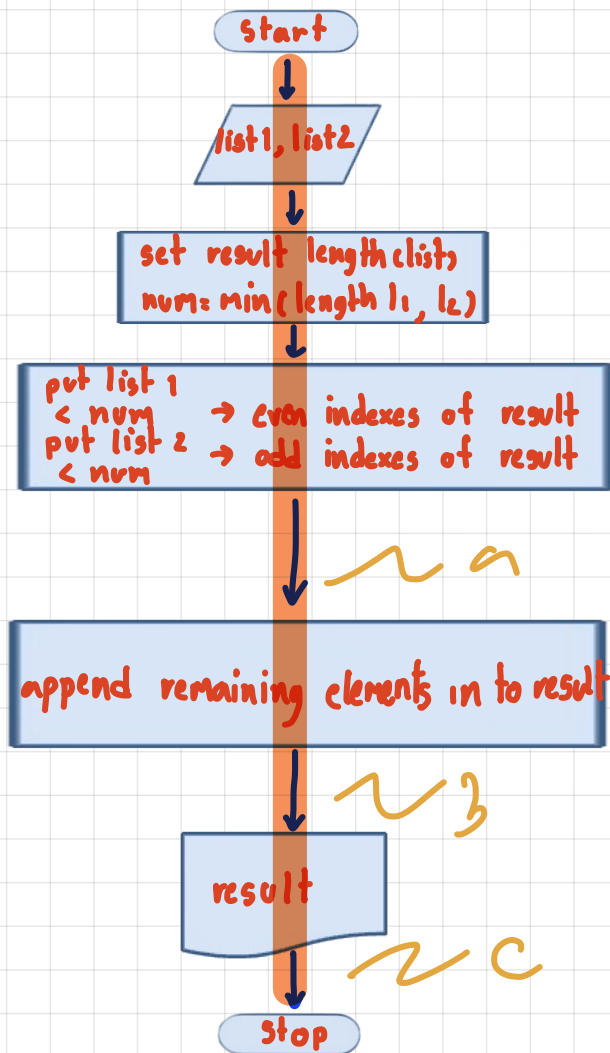 start
list1, list2
set result length(list)
num=min(length l1, l2)
put list 1
< num → even indexes of result
put list 2 → odd indexes of result
< num
~ a
append remaining elements in to result
~ 3
result
~ c
stop